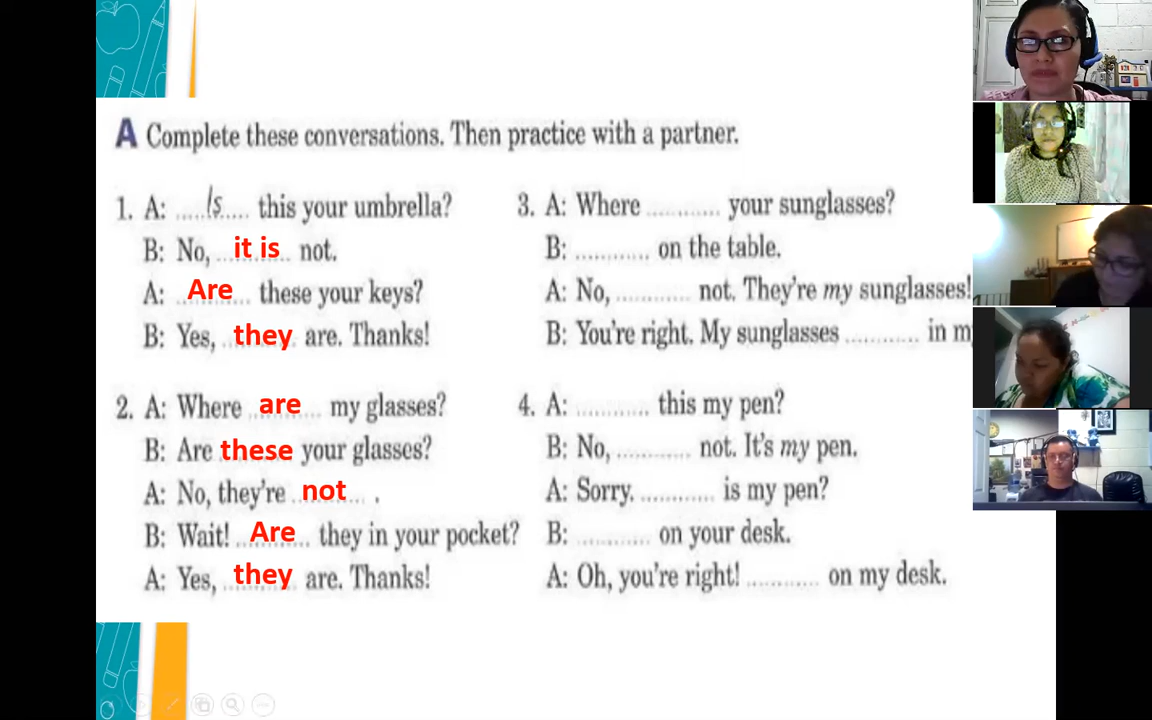 A Complete these conversations. Then practice with a partner.
1. A: .....Is..... this your umbrella?
B: No, it is not.
A: Are these your keys?
B: Yes, they are. Thanks!
2. A: Where are my glasses?
B: Are these your glasses?
A: No, they're not .
B: Wait! Are they in your pocket?
A: Yes, they are. Thanks!
3. A: Where ............ your sunglasses?
B: ............ on the table.
A: No, ............ not. They're my sunglasses!
B: You're right. My sunglasses ............ in m
4. A: ............ this my pen?
B: No, ............ not. It's my pen.
A: Sorry. ............ is my pen?
B: ............ on your desk.
A: Oh, you're right! ............ on my desk.